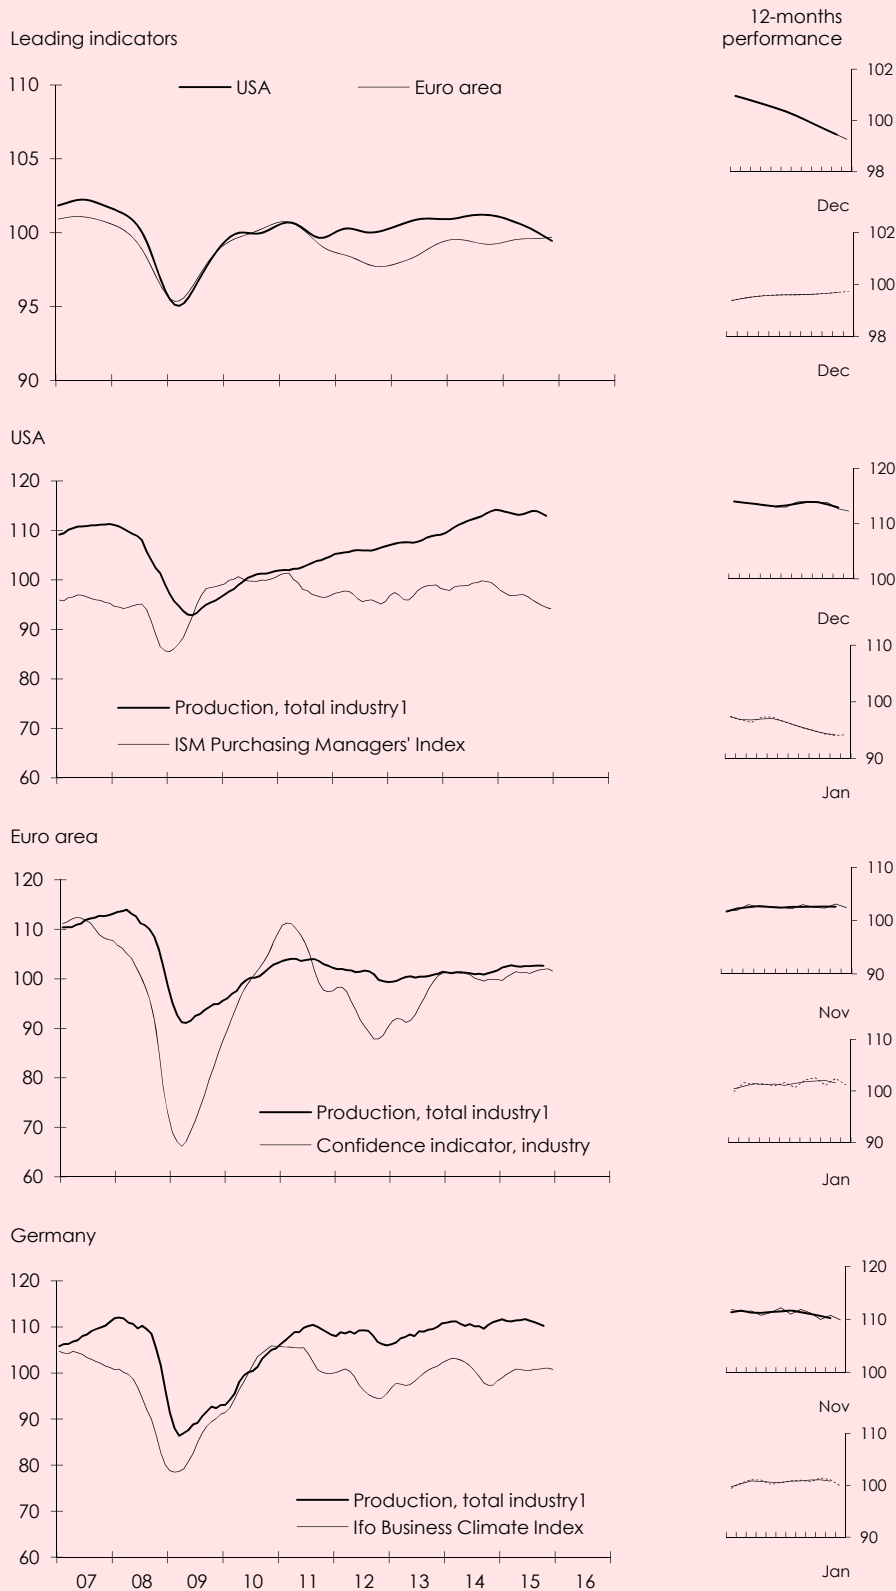 12-months
performance
Leading indicators
110
105
100
95
90
USA
Euro area
102
100
98
Dec
102
100
98
Dec
USA
120
110
100
90
80
70
60
Production, total industry1
ISM Purchasing Managers' Index
120
110
100
Dec
110
100
90
Jan
Euro area
120
110
100
90
80
70
60
Production, total industry1
Confidence indicator, industry
110
100
90
Nov
110
100
90
Jan
Germany
120
110
100
90
80
70
60
Production, total industry1
Ifo Business Climate Index
07 08 09 10 11 12 13 14 15 16
120
110
100
Nov
110
100
90
Jan